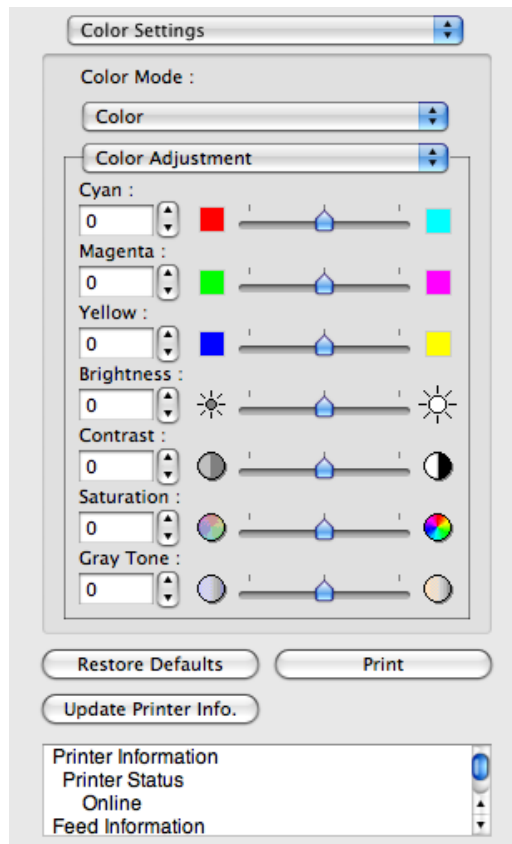 Color Settings
Color Mode :
Color
Color Adjustment
Cyan :
0
Magenta :
0
Yellow :
0
Brightness :
0
Contrast :
0
Saturation :
0
Gray Tone :
0
Restore Defaults
Print
Update Printer Info.
Printer Information
Printer Status
Online
Feed Information